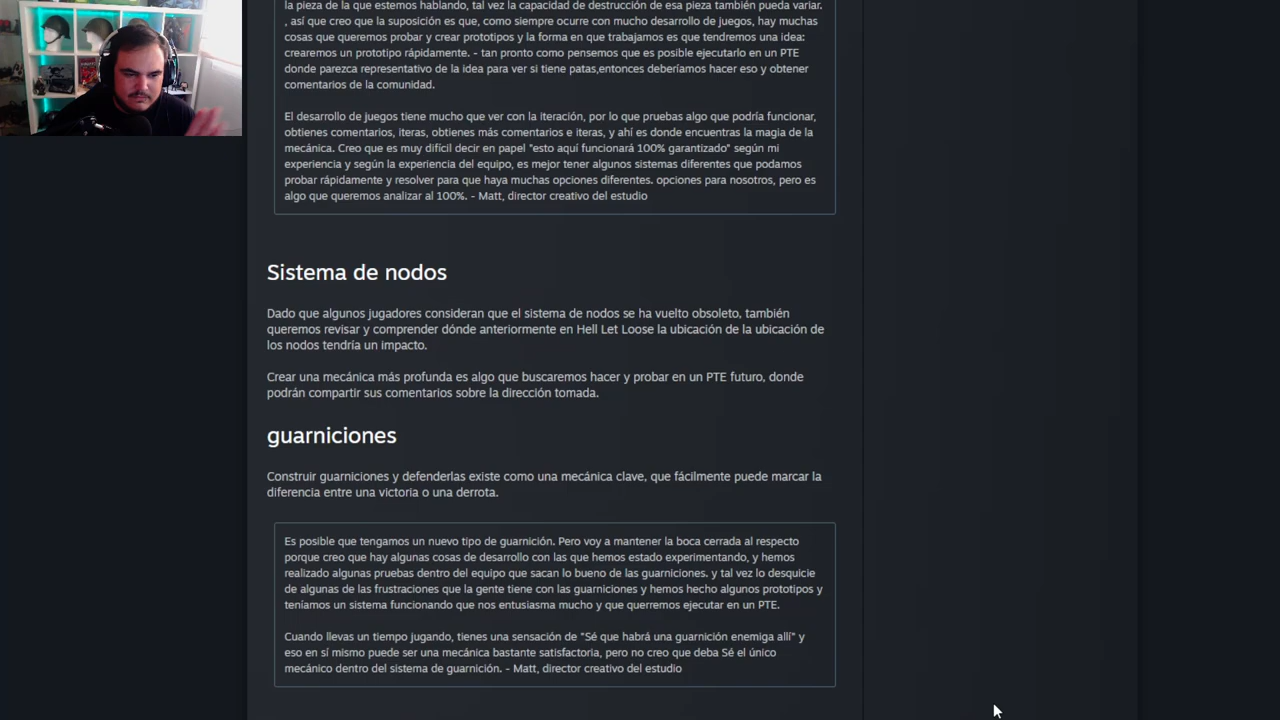 la pieza de la que estemos hablando, tal vez la capacidad de destrucción de esa pieza también pueda variar.
, así que creo que la suposición es que, como siempre ocurre con mucho desarrollo de juegos, hay muchas
cosas que queremos probar y crear prototipos y la forma en que trabajamos es que tendremos una idea:
crearemos un prototipo rápidamente. - tan pronto como pensemos que es posible ejecutarlo en un PTE
donde parezca representativo de la idea para ver si tiene patas,entonces deberíamos hacer eso y obtener
comentarios de la comunidad.
El desarrollo de juegos tiene mucho que ver con la iteración, por lo que pruebas algo que podría funcionar,
obtienes comentarios, iteras, obtienes más comentarios e iteras, y ahí es donde encuentras la magia de la
mecánica. Creo que es muy difícil decir en papel "esto aquí funcionará 100% garantizado" según mi
experiencia y según la experiencia del equipo, es mejor tener algunos sistemas diferentes que podamos
probar rápidamente y resolver para que haya muchas opciones diferentes. opciones para nosotros, pero es
algo que queremos analizar al 100%. - Matt, director creativo del estudio
Sistema de nodos
Dado que algunos jugadores consideran que el sistema de nodos se ha vuelto obsoleto, también
queremos revisar y comprender dónde anteriormente en Hell Let Loose la ubicación de la ubicación de
los nodos tendría un impacto.
Crear una mecánica más profunda es algo que buscaremos hacer y probar en un PTE futuro, donde
podrán compartir sus comentarios sobre la dirección tomada.
guarniciones
Construir guarniciones y defenderlas existe como una mecánica clave, que fácilmente puede marcar la
diferencia entre una victoria o una derrota.
Es posible que tengamos un nuevo tipo de guarnición. Pero voy a mantener la boca cerrada al respecto
porque creo que hay algunas cosas de desarrollo con las que hemos estado experimentando, y hemos
realizado algunas pruebas dentro del equipo que sacan lo bueno de las guarniciones. y tal vez lo desquicie
de algunas de las frustraciones que la gente tiene con las guarniciones y hemos hecho algunos prototipos y
teníamos un sistema funcionando que nos entusiasma mucho y que querremos ejecutar en un PTE.
Cuando llevas un tiempo jugando, tienes una sensación de "Sé que habrá una guarnición enemiga allí" y
eso en sí mismo puede ser una mecánica bastante satisfactoria, pero no creo que deba Sé el único
mecánico dentro del sistema de guarnición. - Matt, director creativo del estudio